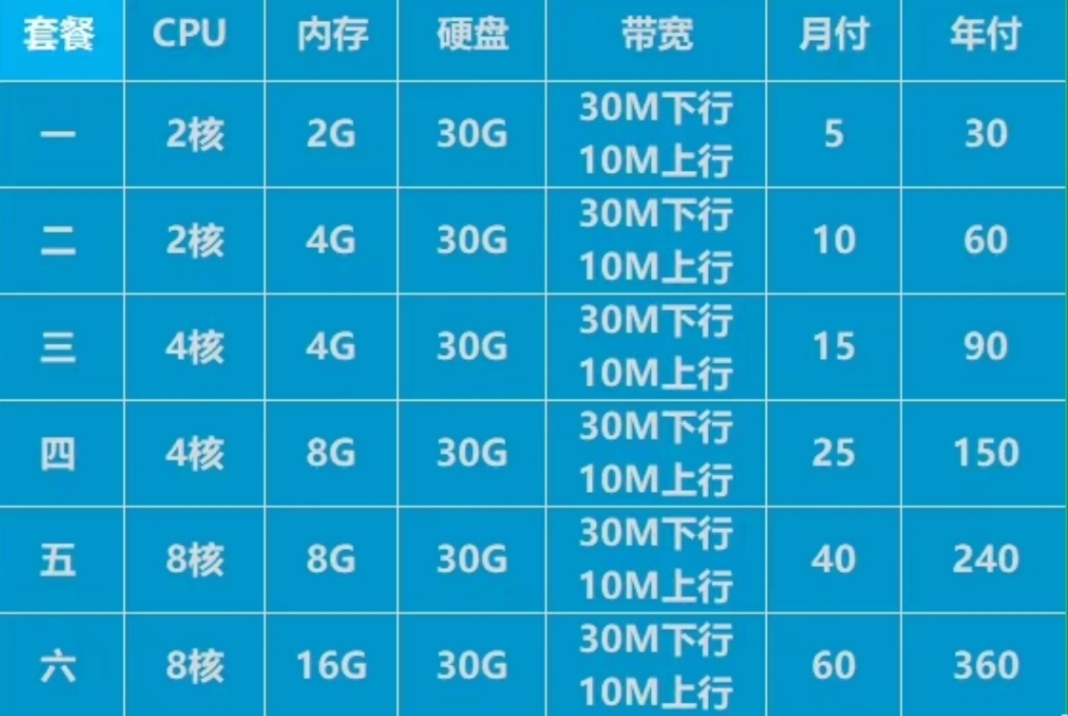 套餐 CPU 内存 硬盘 带宽 月付 年付
一 2核 2G 30G 30M下行 5 30
10M上行
二 2核 4G 30G 30M下行 10 60
10M上行
三 4核 4G 30G 30M下行 15 90
10M上行
四 4核 8G 30G 30M下行 25 150
10M上行
五 8核 8G 30G 30M下行 40 240
10M上行
六 8核 16G 30G 30M下行 60 360
10M上行